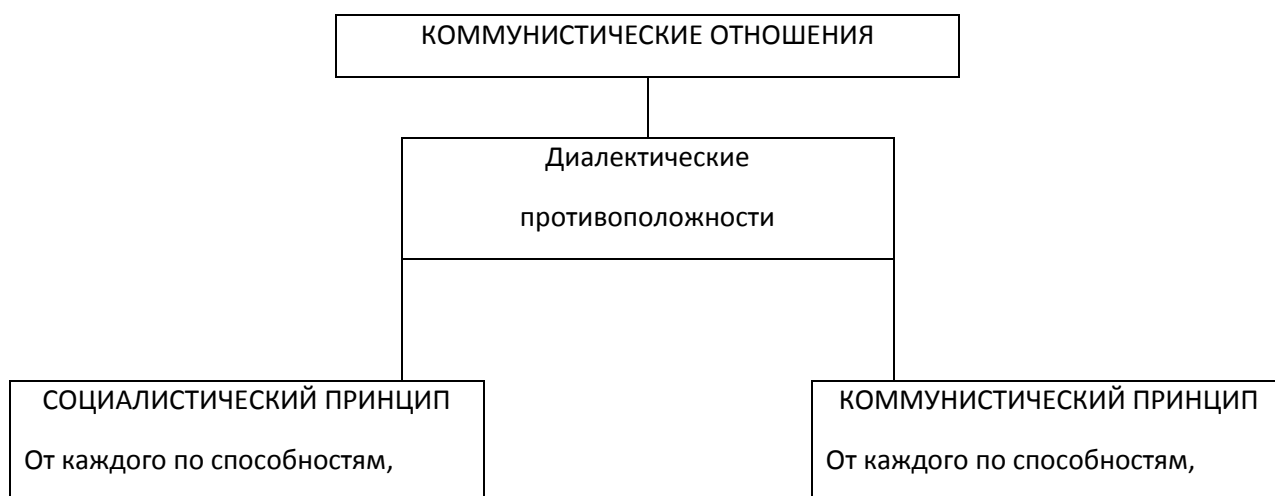 КОММУНИСТИЧЕСКИЕ ОТНОШЕНИЯ
Диалектические
противоположности
СОЦИАЛИСТИЧЕСКИЙ ПРИНЦИП
От каждого по способностям,
КОММУНИСТИЧЕСКИЙ ПРИНЦИП
От каждого по способностям,